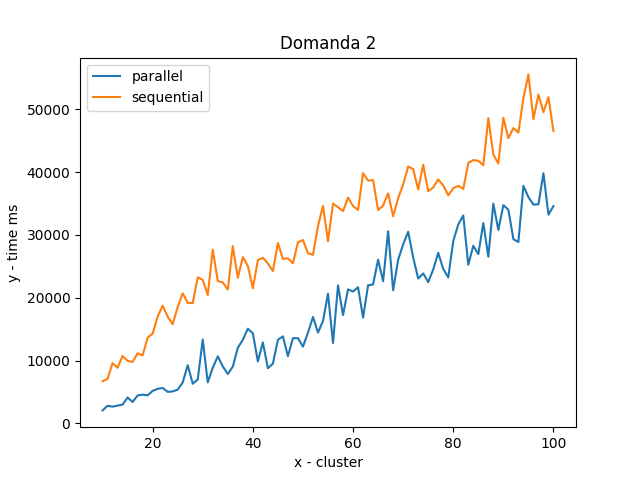 Domanda 2
parallel
sequential
50000
40000
30000
20000
10000
0
y - time ms
20 40 60 80 100
x - cluster